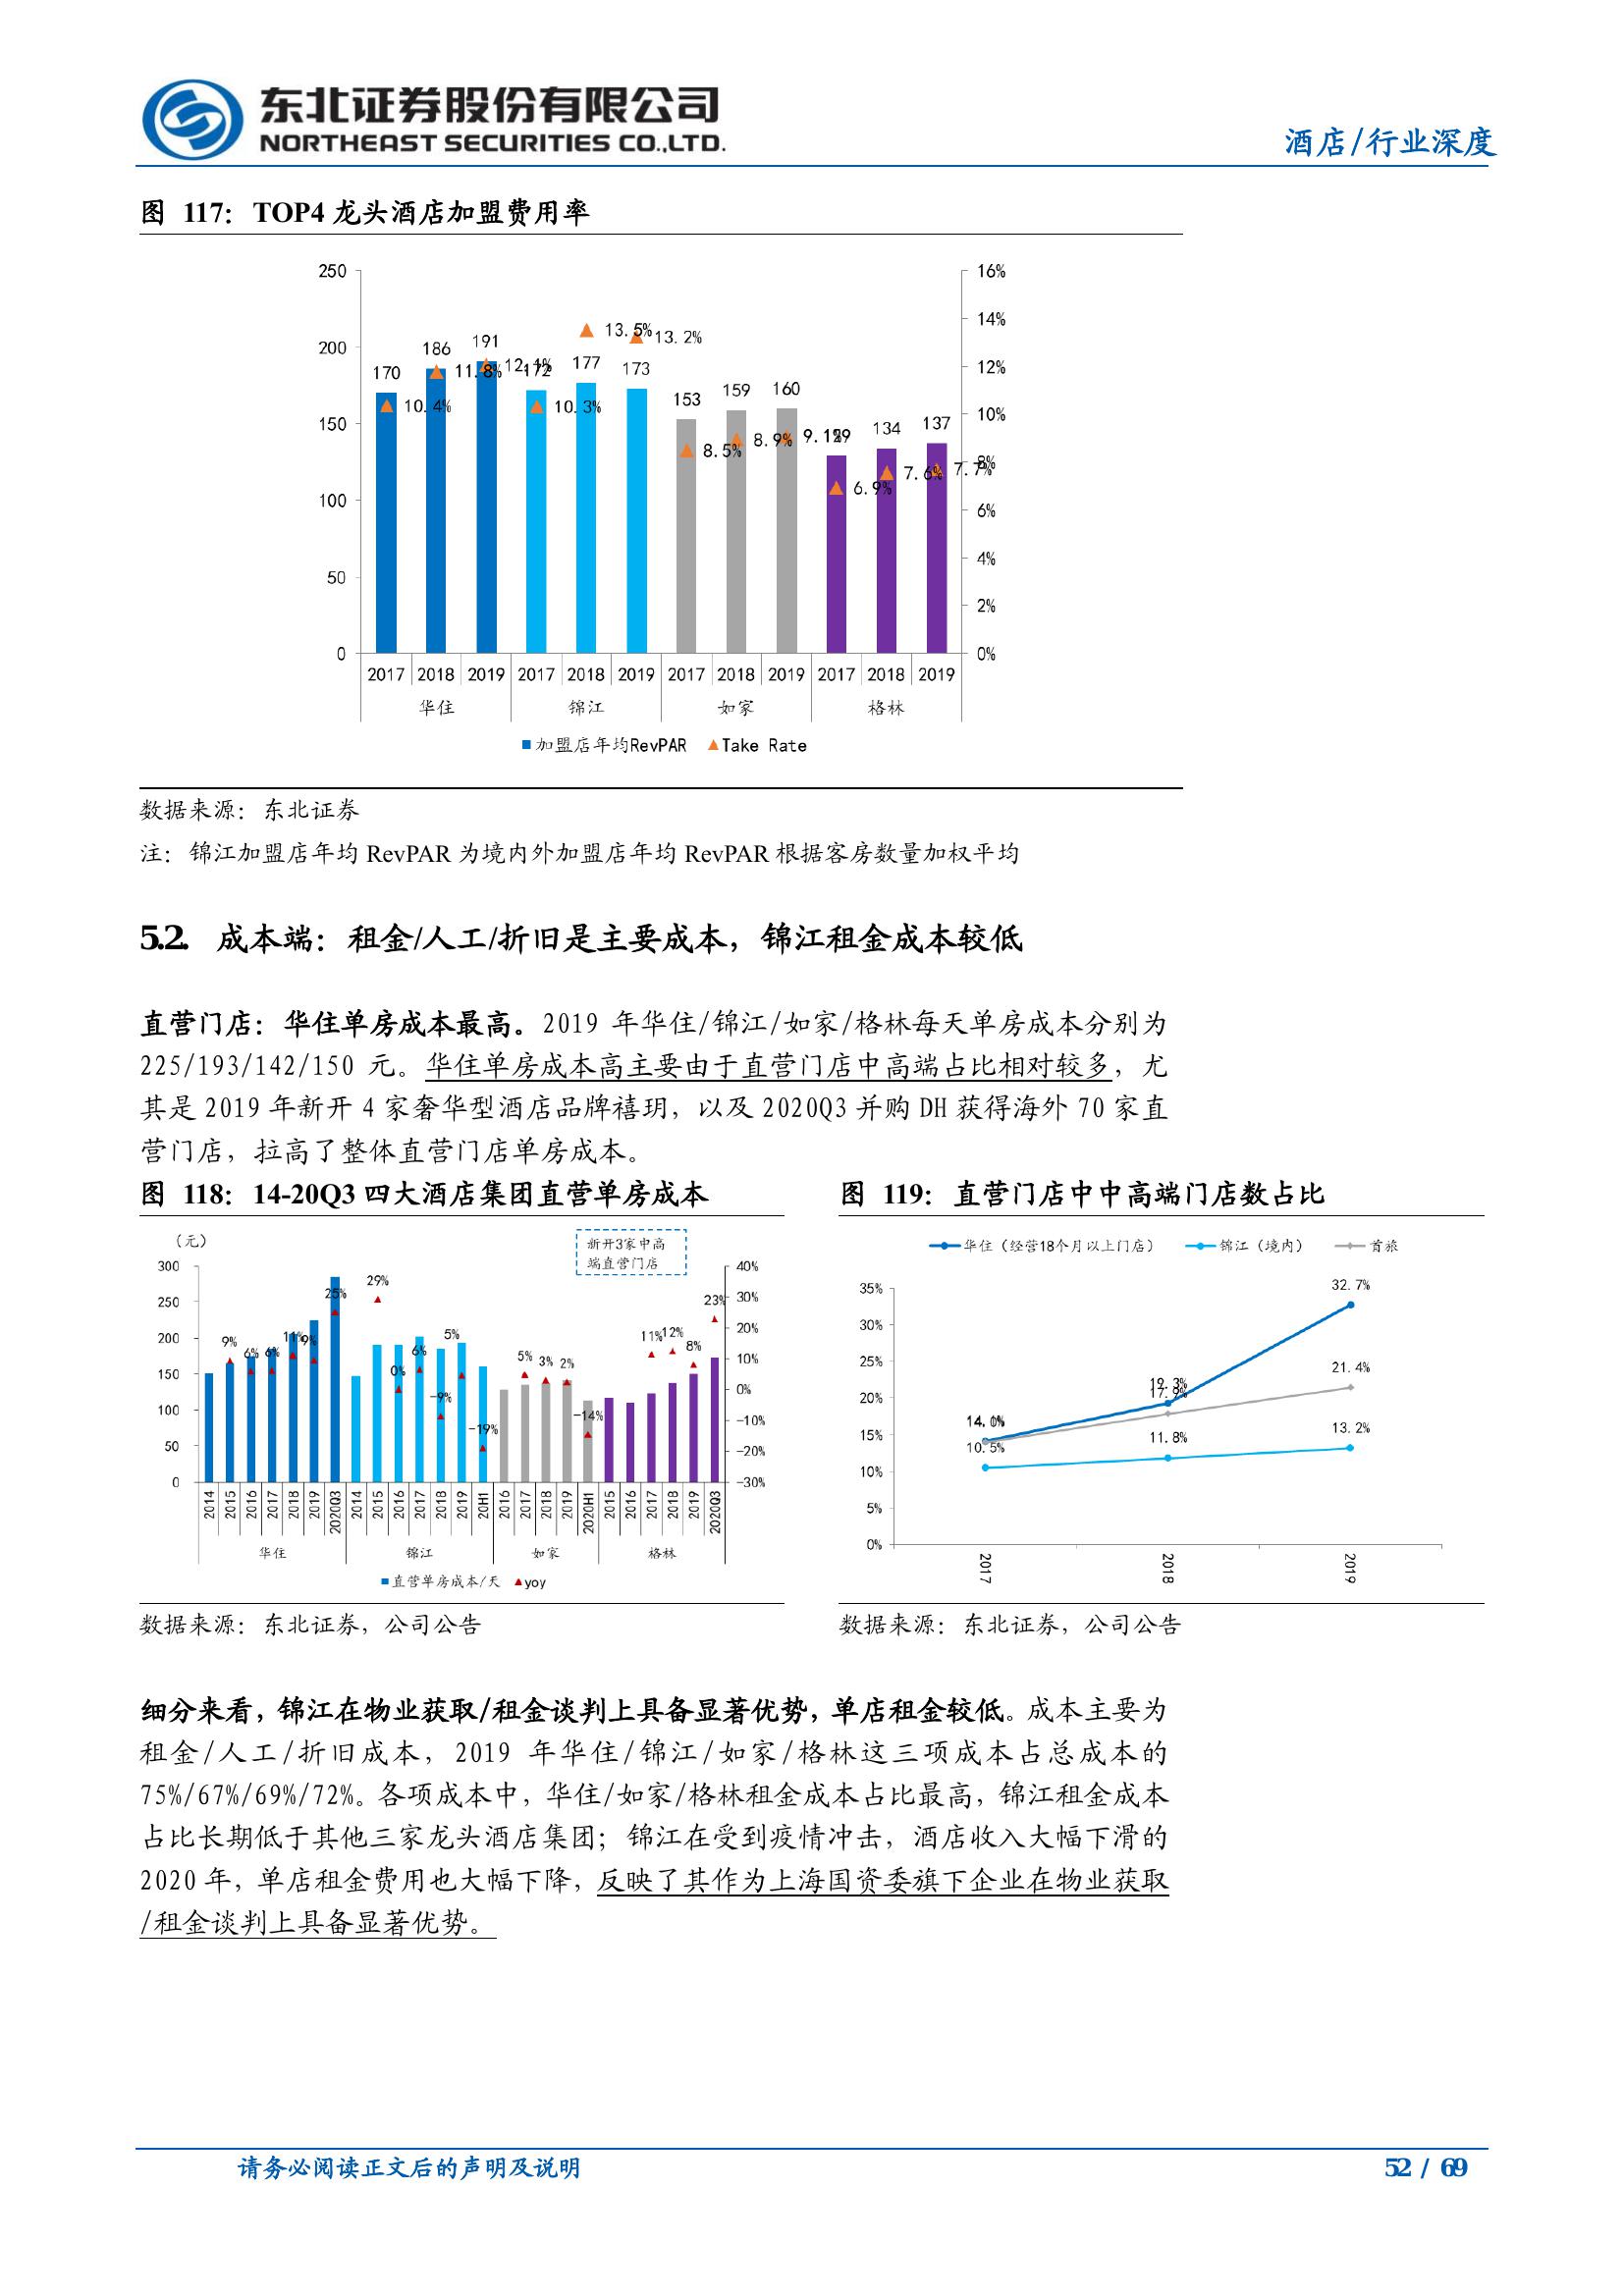 东北证券股份有限公司
NORTHEAST SECURITIES CO.,LTD.
酒店/行业深度
图 117：TOP4 龙头酒店加盟费用率
250
200
150
100
50
0
16%
14%
12%
10%
8%
6%
4%
2%
0%
170 186 191 172 177 173 153 159 160 129 134 137
10.4% 11.8% 12.1% 10.3% 13.5% 13.2% 8.5% 8.9% 9.1% 6.9% 7.6% 7.7%
2017 2018 2019 2017 2018 2019 2017 2018 2019 2017 2018 2019
华住 锦江 如家 格林
加盟店年均RevPAR Take Rate
数据来源：东北证券
注：锦江加盟店年均 RevPAR 为境内外加盟店年均 RevPAR 根据客房数量加权平均
5.2. 成本端：租金/人工/折旧是主要成本，锦江租金成本较低
直营门店：华住单房成本最高。2019 年华住/锦江/如家/格林每天单房成本分别为
225/193/142/150 元。华住单房成本高主要由于直营门店中高端占比相对较多，尤
其是 2019 年新开 4 家奢华型酒店品牌禧玥，以及 2020Q3 并购 DH 获得海外 70 家直
营门店，拉高了整体直营门店单房成本。
图 118：14-20Q3 四大酒店集团直营单房成本
（元）
新开3家中高
端直营门店
300
250
200
150
100
50
0
40%
30%
20%
10%
0%
-10%
-20%
-30%
9% 6% 6% 11% 9% 25% 29% 0% 6% -9% 5% -19% 5% 3% 2% -14% 11% 12% 8% 23%
2014 2015 2016 2017 2018 2019 2020Q3 2014 2015 2016 2017 2018 2019 20H1 2016 2017 2018 2019 2020H1 2015 2016 2017 2018 2019 2020Q3
华住 锦江 如家 格林
直营单房成本/天 yoy
数据来源：东北证券，公司公告
图 119：直营门店中中高端门店数占比
华住（经营18个月以上门店） 锦江（境内） 首旅
35%
30%
25%
20%
15%
10%
5%
0%
14.0% 19.3% 32.7%
17.9% 21.4%
10.5% 11.8% 13.2%
2017 2018 2019
数据来源：东北证券，公司公告
细分来看，锦江在物业获取/租金谈判上具备显著优势，单店租金较低。成本主要为
租金/人工/折旧成本，2019 年华住/锦江/如家/格林这三项成本占总成本的
75%/67%/69%/72%。各项成本中，华住/如家/格林租金成本占比最高，锦江租金成本
占比长期低于其他三家龙头酒店集团；锦江在受到疫情冲击，酒店收入大幅下滑的
2020 年，单店租金费用也大幅下降，反映了其作为上海国资委旗下企业在物业获取
/租金谈判上具备显著优势。
请务必阅读正文后的声明及说明
52 / 69